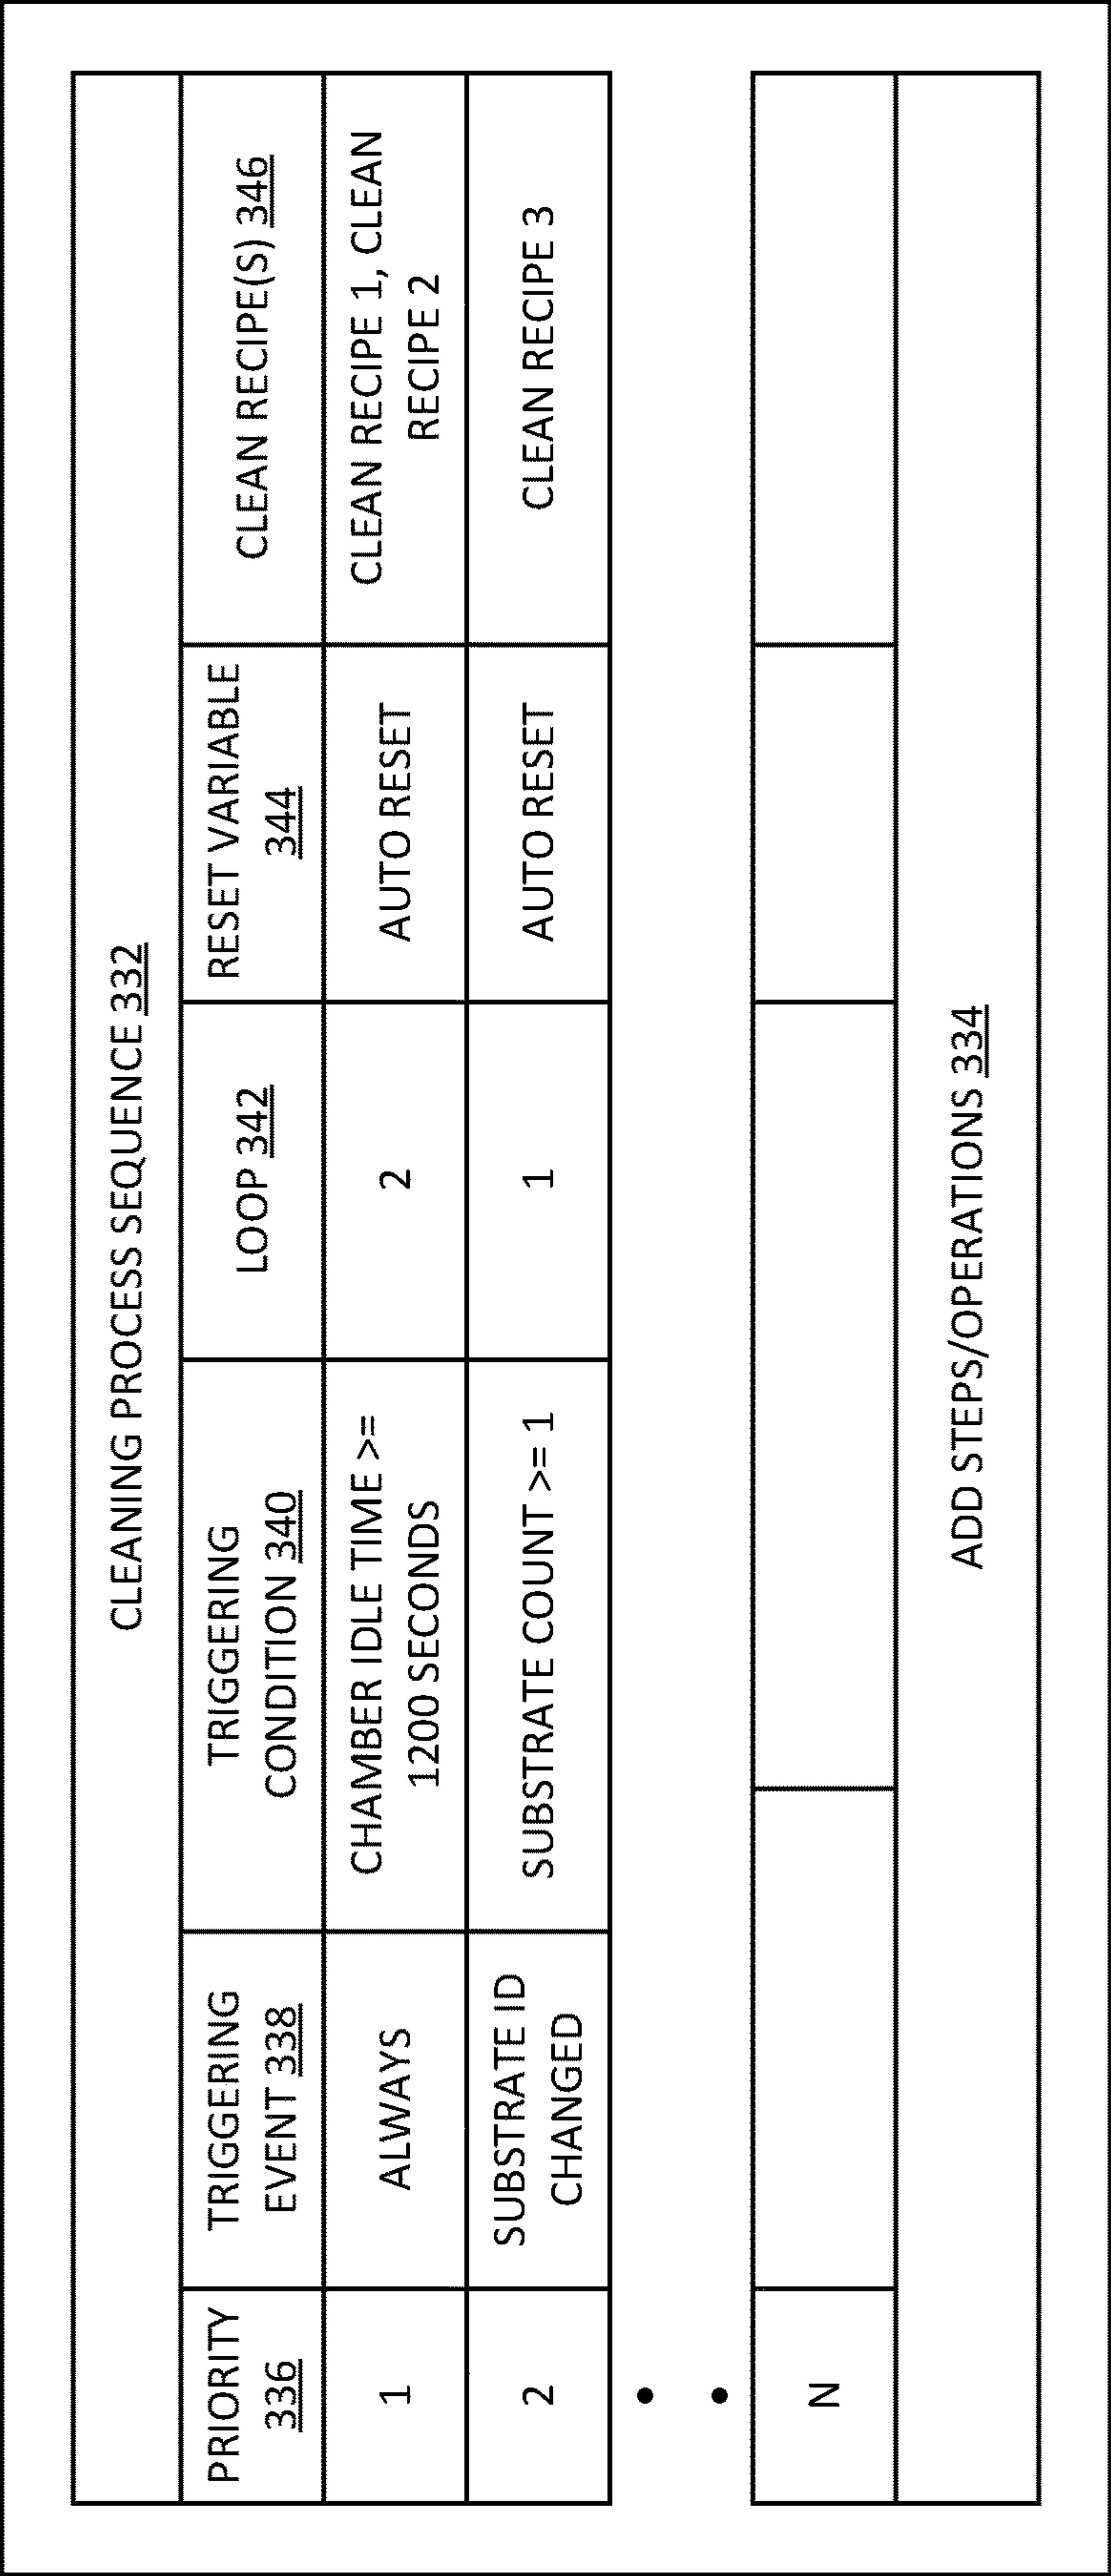 CLEANING PROCESS SEQUENCE 332
PRIORITY
336
TRIGGERING
EVENT 338
TRIGGERING
CONDITION 340
LOOP 342
RESET VARIABLE
344
CLEAN RECIPE(S) 346
1
ALWAYS
CHAMBER IDLE TIME >=
1200 SECONDS
2
AUTO RESET
CLEAN RECIPE 1, CLEAN
RECIPE 2
2
SUBSTRATE ID
CHANGED
SUBSTRATE COUNT >= 1
1
AUTO RESET
CLEAN RECIPE 3
N
ADD STEPS/OPERATIONS 334